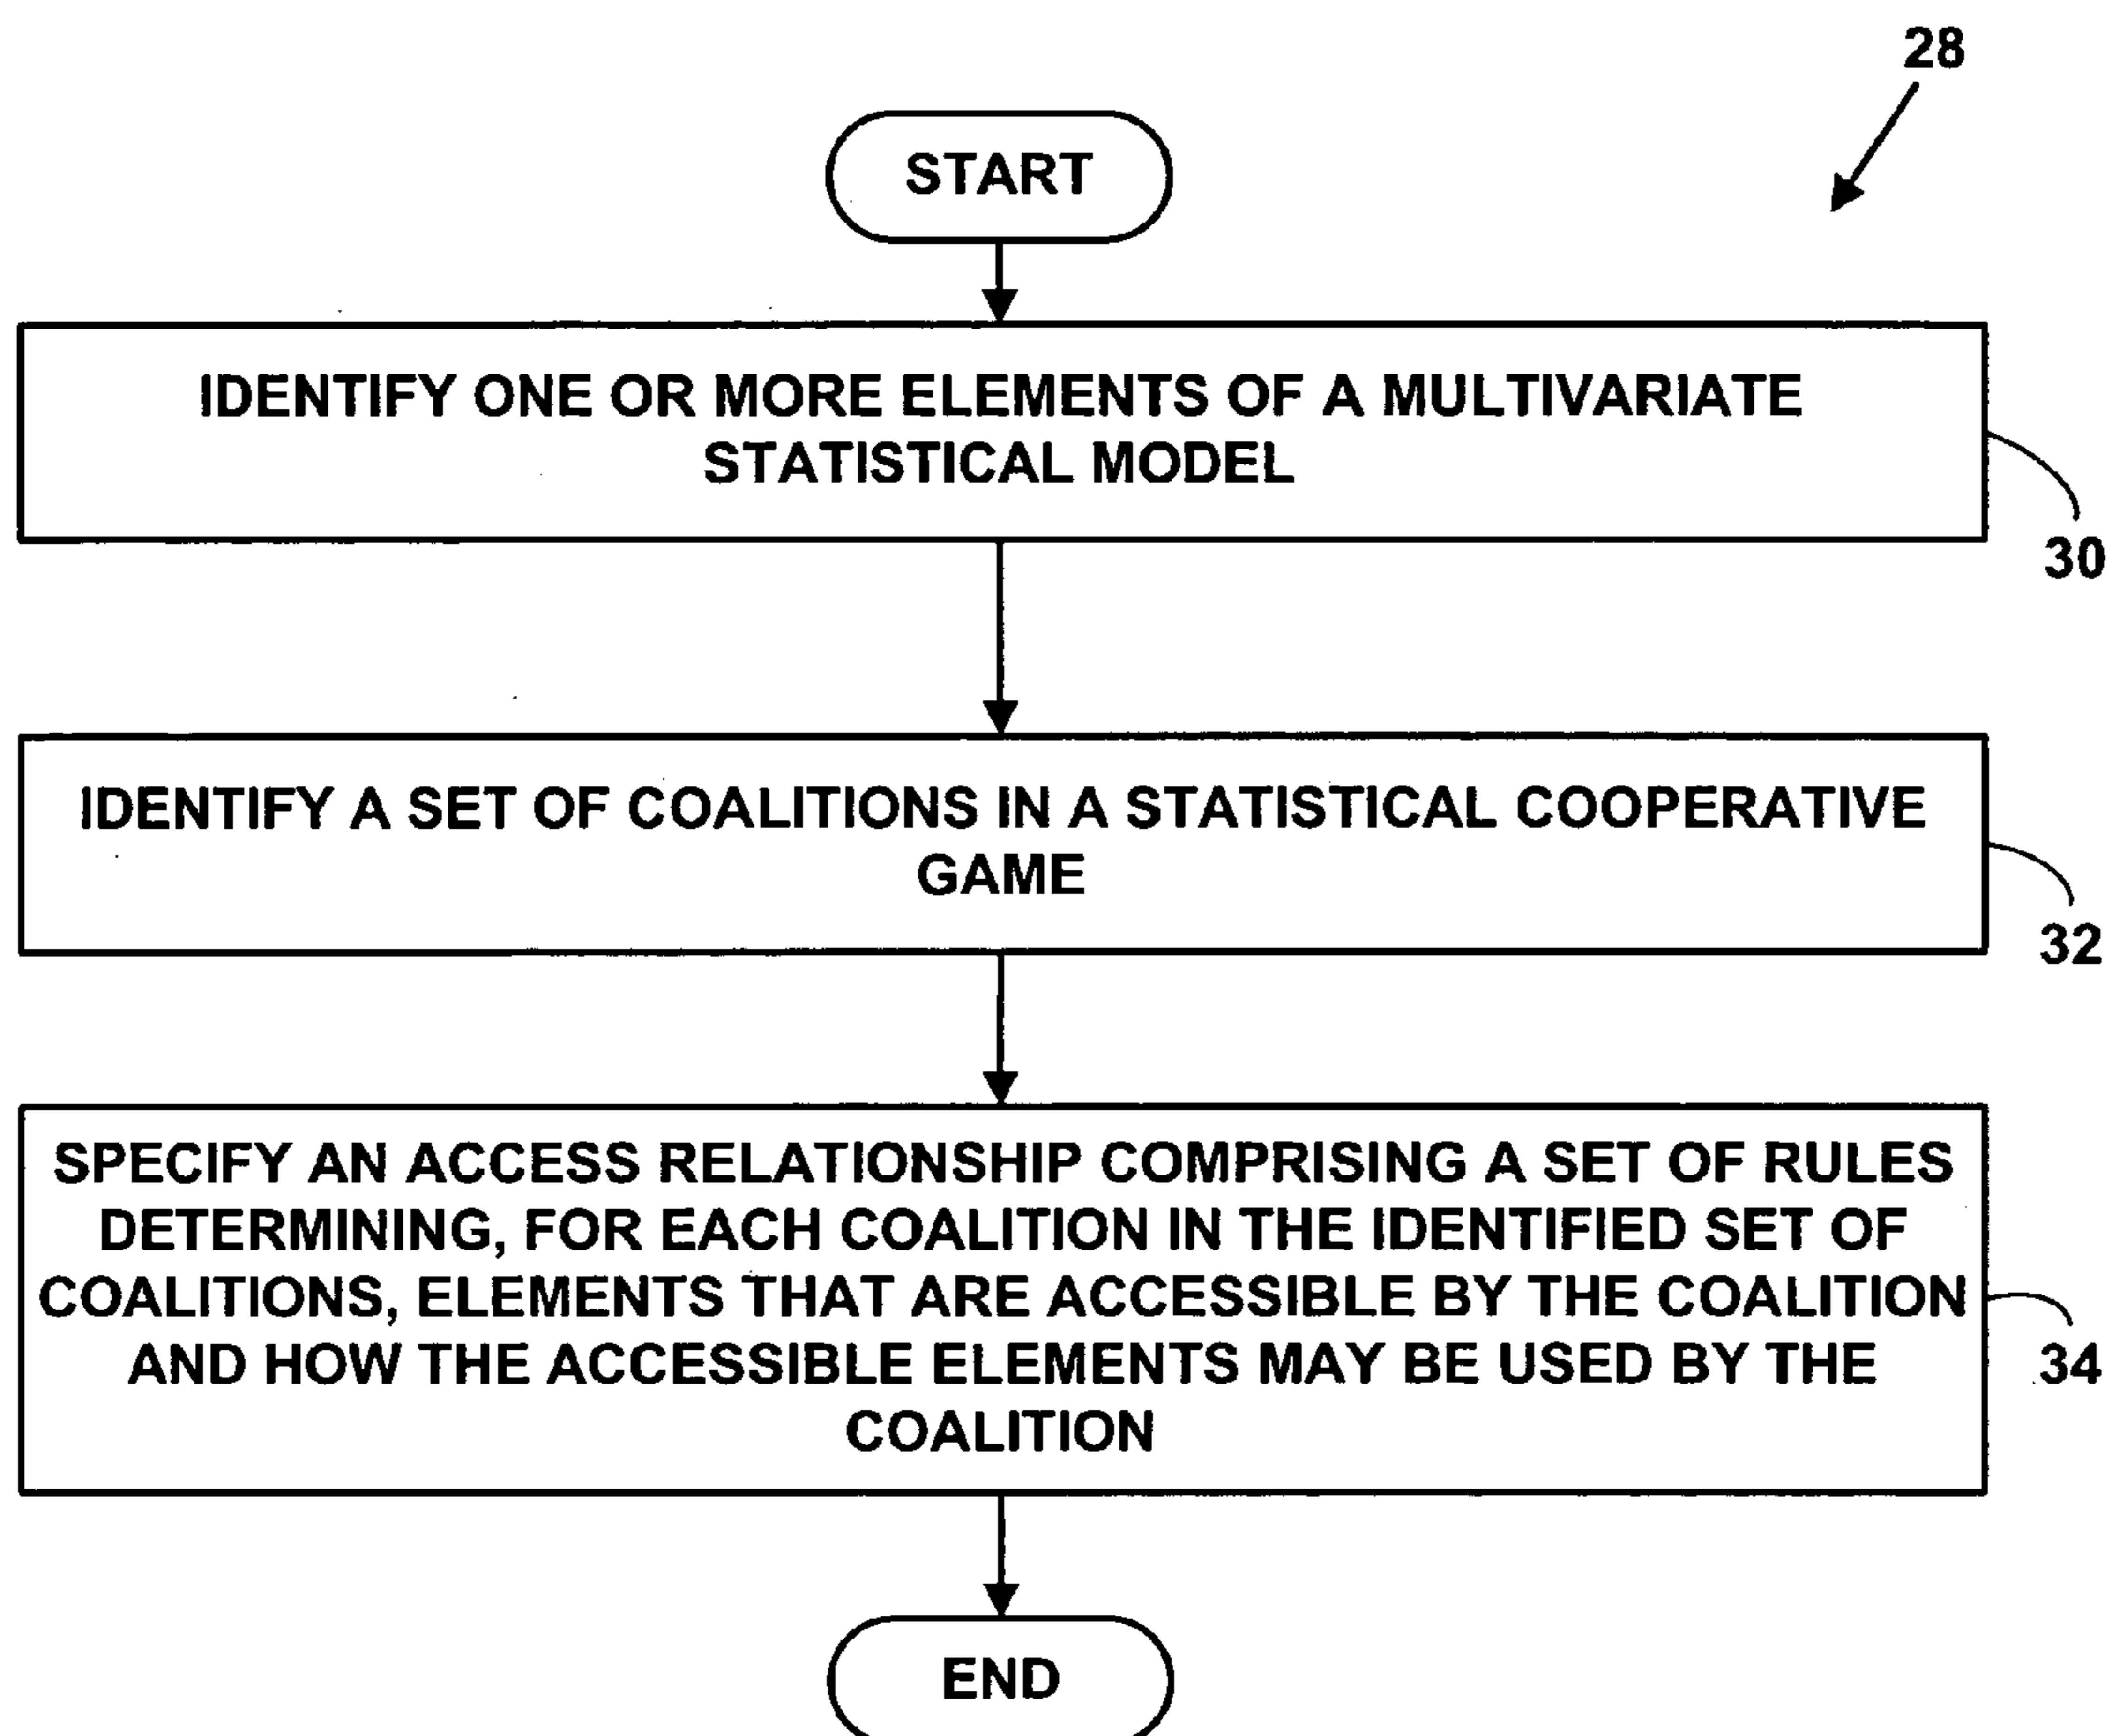 28
START
IDENTIFY ONE OR MORE ELEMENTS OF A MULTIVARIATE
STATISTICAL MODEL
30
IDENTIFY A SET OF COALITIONS IN A STATISTICAL COOPERATIVE
GAME
32
SPECIFY AN ACCESS RELATIONSHIP COMPRISING A SET OF RULES
DETERMINING, FOR EACH COALITION IN THE IDENTIFIED SET OF
COALITIONS, ELEMENTS THAT ARE ACCESSIBLE BY THE COALITION
AND HOW THE ACCESSIBLE ELEMENTS MAY BE USED BY THE
COALITION
34
END